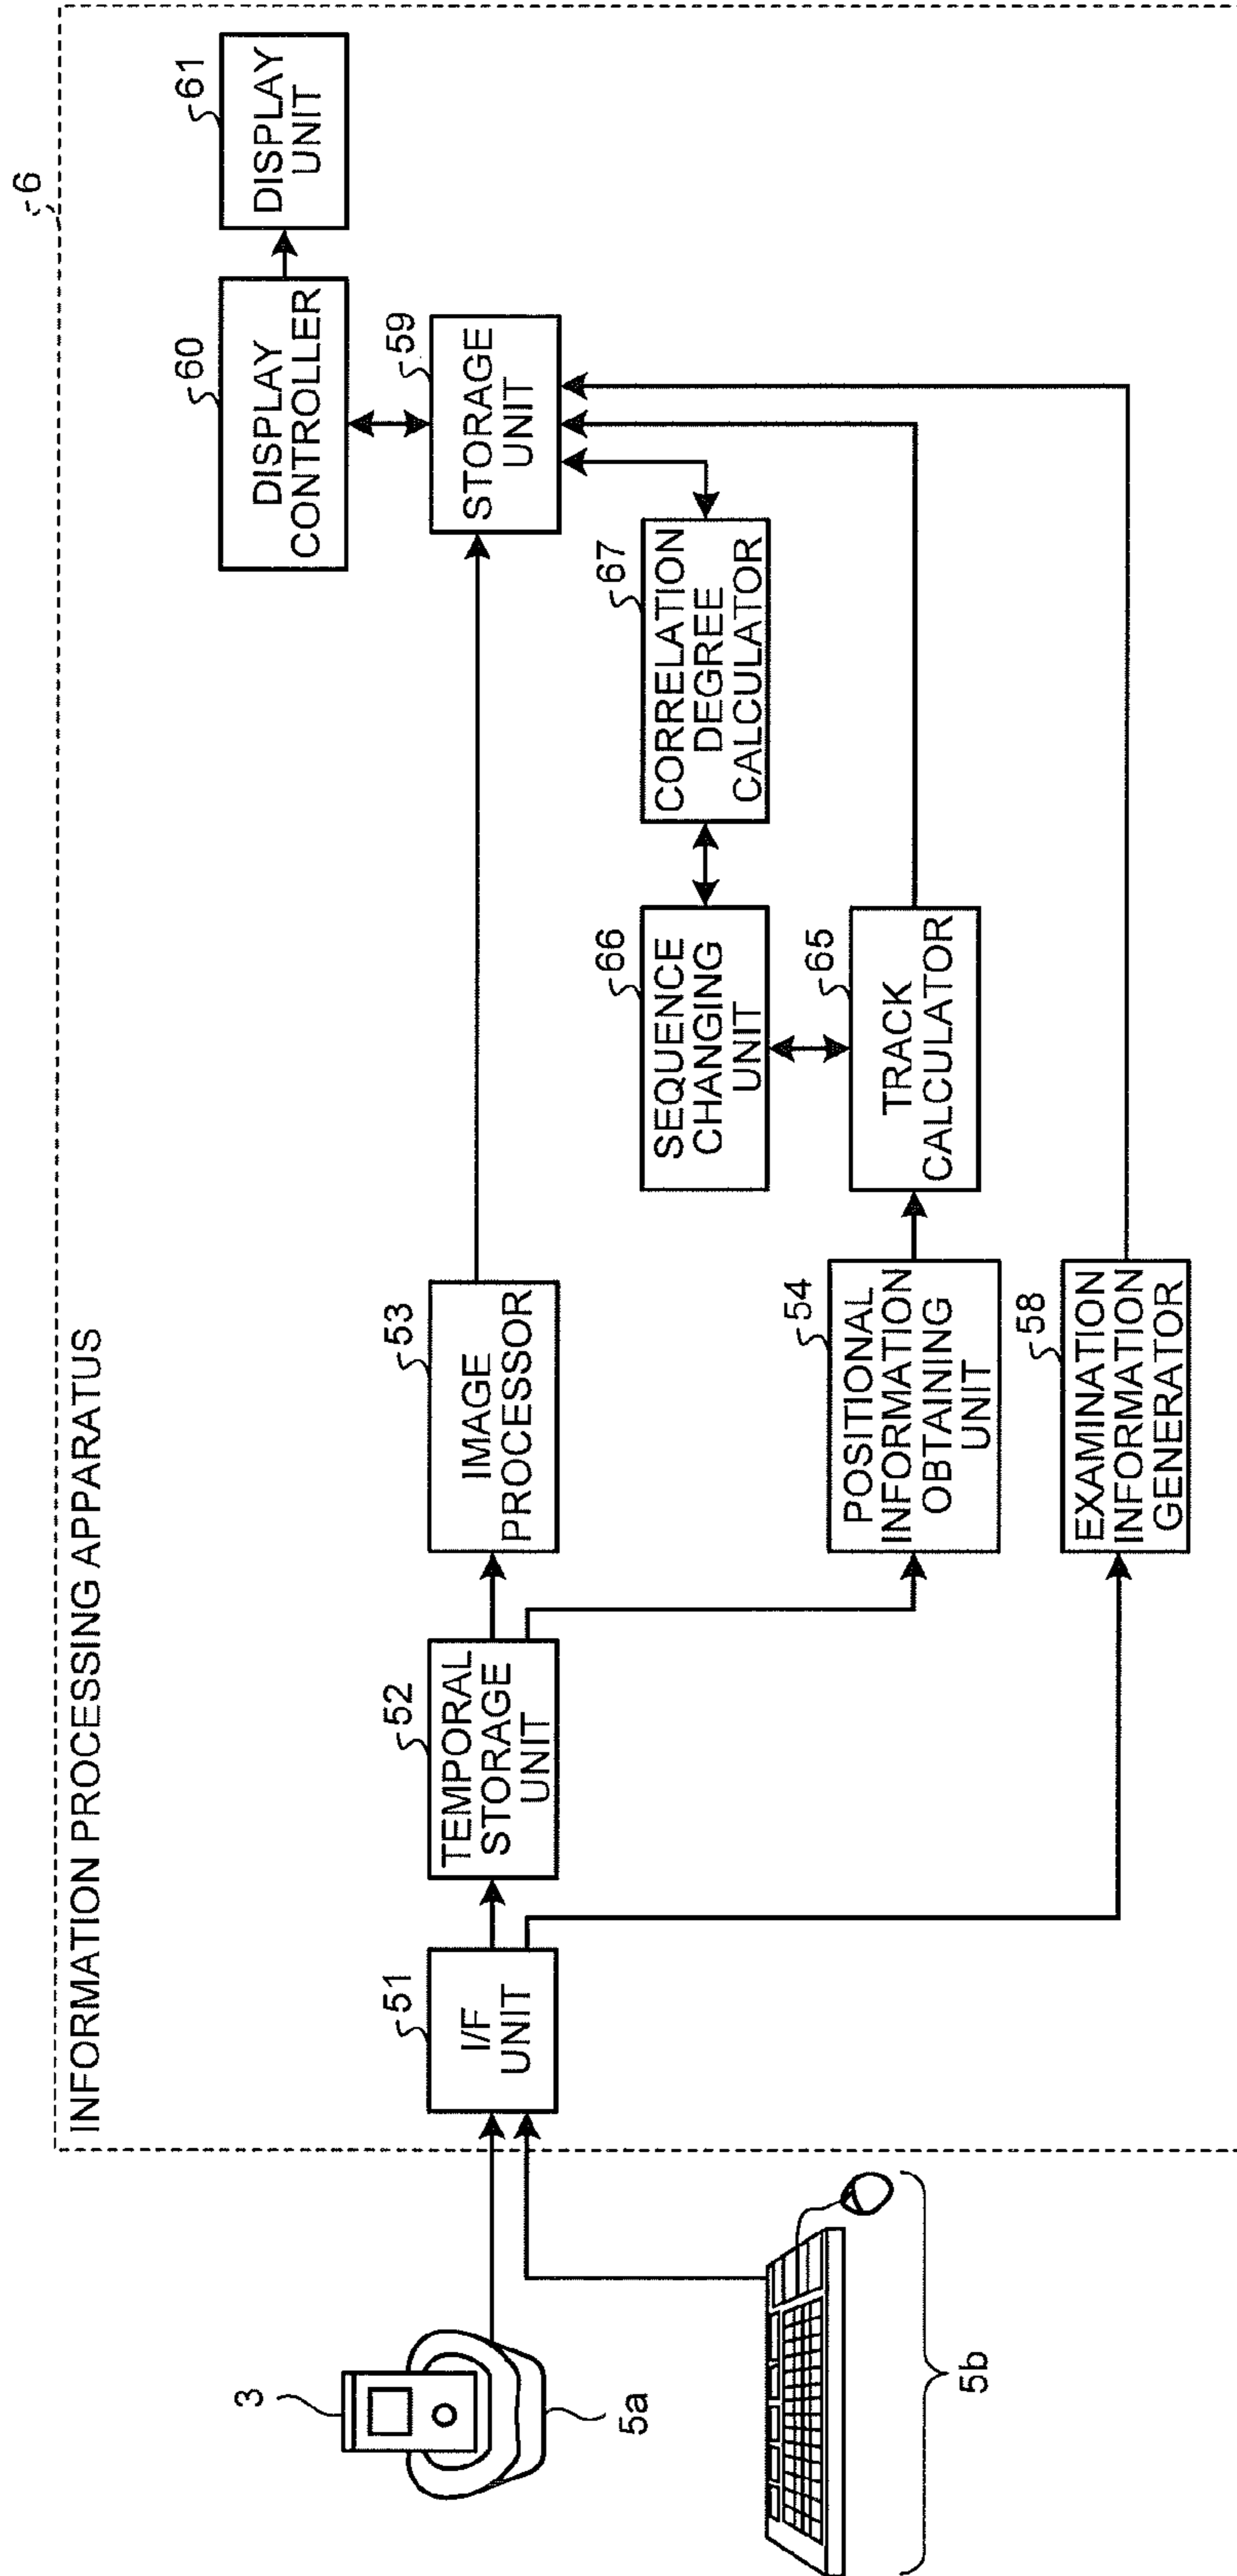 6
INFORMATION PROCESSING APPARATUS
60
61
DISPLAY
CONTROLLER
DISPLAY
UNIT
3
51
52
53
59
I/F
UNIT
TEMPORAL
STORAGE
UNIT
IMAGE
PROCESSOR
STORAGE
UNIT
5a
66
67
SEQUENCE
CHANGING
UNIT
CORRELATION
DEGREE
CALCULATOR
54
65
POSITIONAL
INFORMATION
OBTAINING
UNIT
TRACK
CALCULATOR
5b
58
EXAMINATION
INFORMATION
GENERATOR